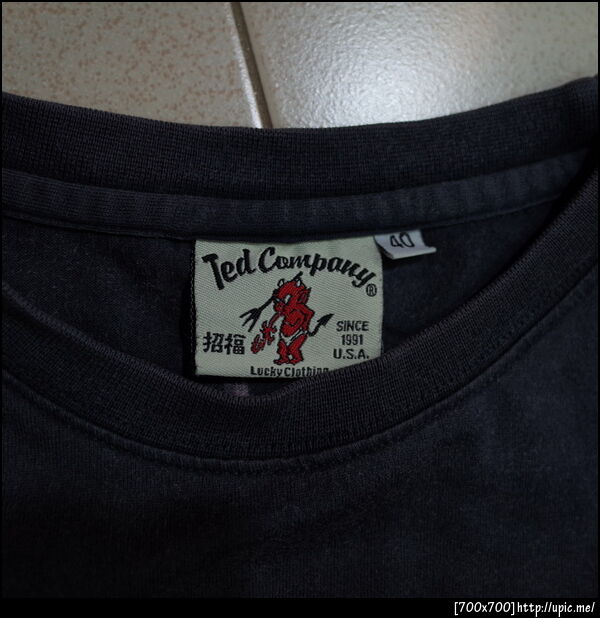 Ted Company®
40
招福
SINCE
1991
U.S.A.
Lucky Clothing
[700x700]http://upic.me/